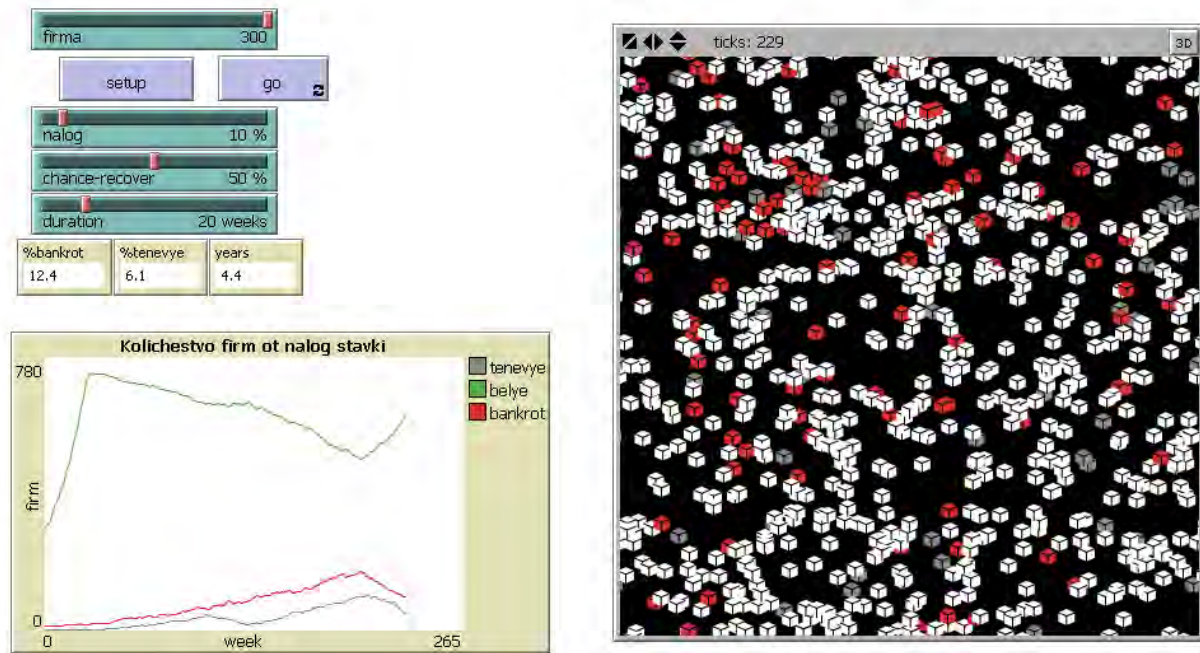 firma 300
setup
go
nalog 10 %
chance-recover 50 %
duration 20 weeks
%bankrot
12.4
%tenevye
6.1
years
4.4
Kolichestvo firm ot nalog stavki
780
firm
0
0
week
265
tenevye
belye
bankrot
ticks: 229
3D